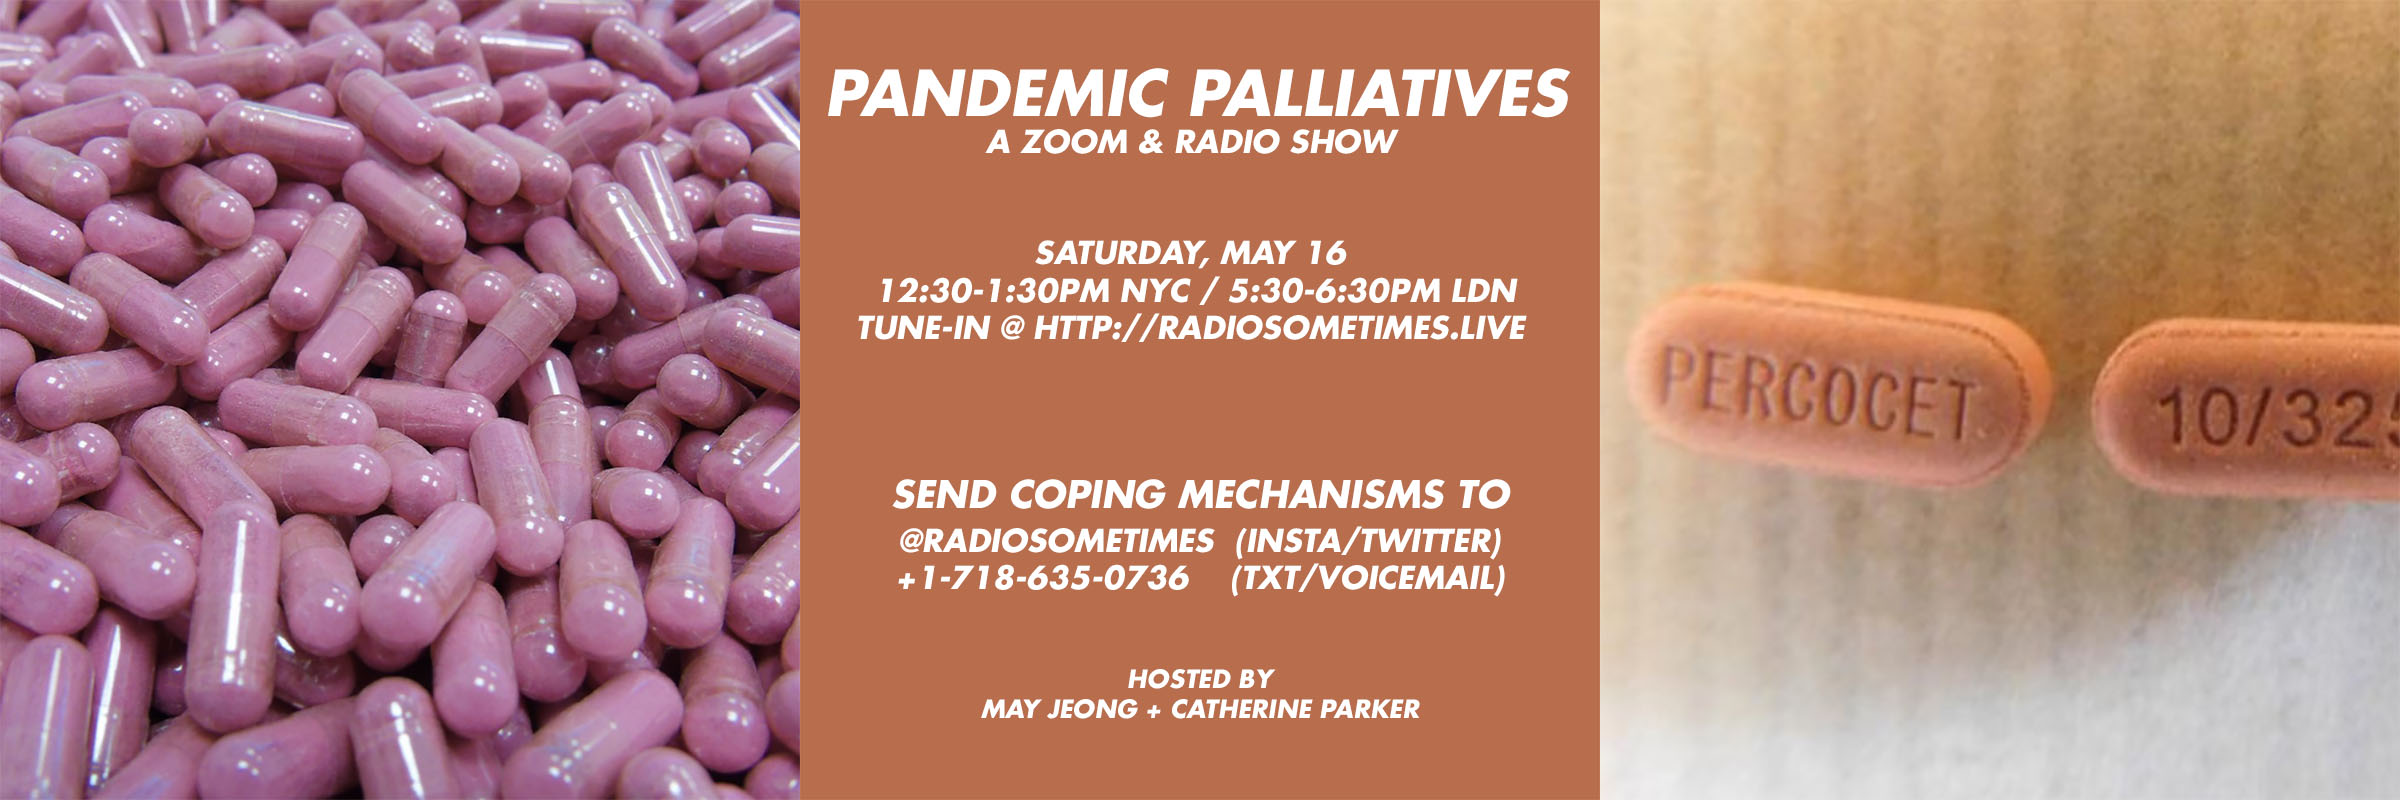 PANDEMIC PALLIATIVES
A ZOOM & RADIO SHOW
SATURDAY, MAY 16
12:30-1:30PM NYC / 5:30-6:30PM LDN
TUNE-IN @ HTTP://RADIOSOMETIMES.LIVE
SEND COPING MECHANISMS TO
@RADIOSOMETIMES (INSTA/TWITTER)
+1-718-635-0736 (TXT/VOICEMAIL)
HOSTED BY
MAY JEONG + CATHERINE PARKER
PERCOCET
10/325